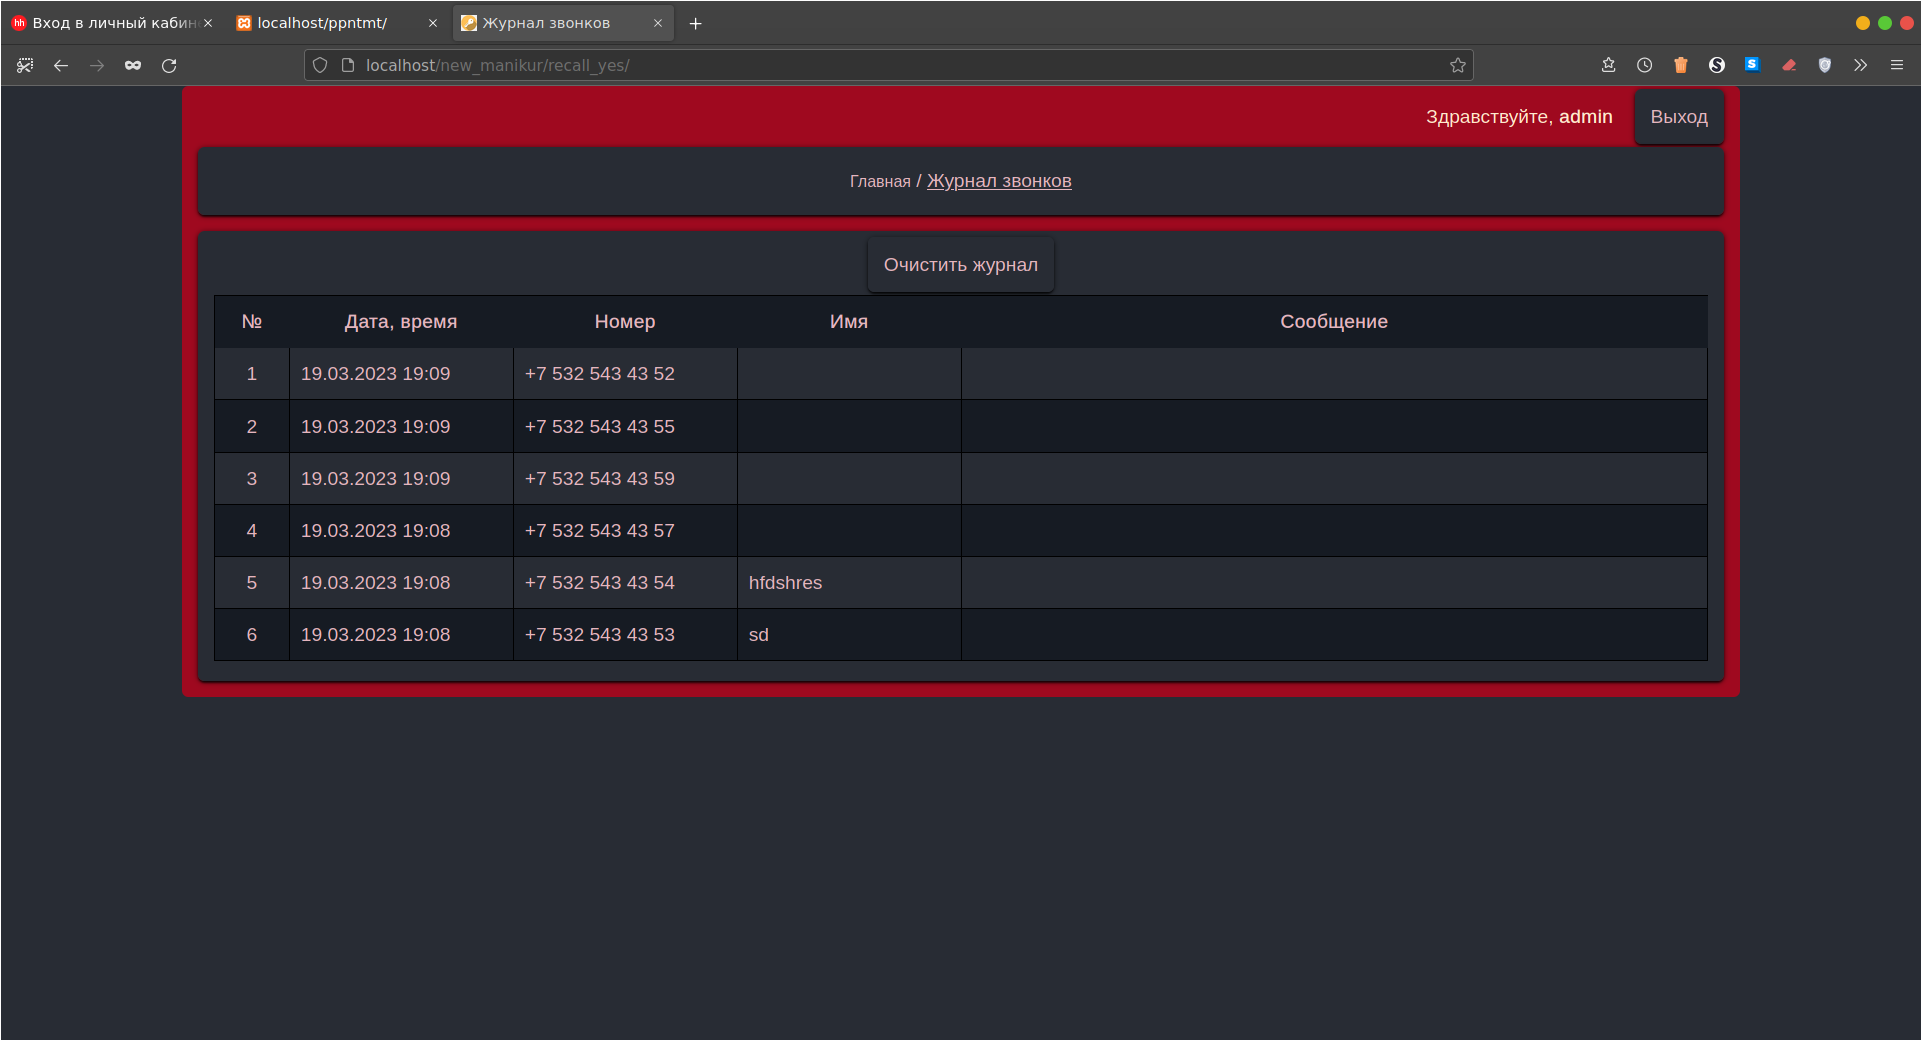 Вход в личный кабин
localhost/ppntmt/
Журнал звонков
localhost/new_manikur/recall_yes/
Здравствуйте, admin
Выход
Главная / Журнал звонков
Очистить журнал
№ Дата, время Номер Имя Сообщение
1 19.03.2023 19:09 +7 532 543 43 52
2 19.03.2023 19:09 +7 532 543 43 55
3 19.03.2023 19:09 +7 532 543 43 59
4 19.03.2023 19:08 +7 532 543 43 57
5 19.03.2023 19:08 +7 532 543 43 54 hfdshres
6 19.03.2023 19:08 +7 532 543 43 53 sd